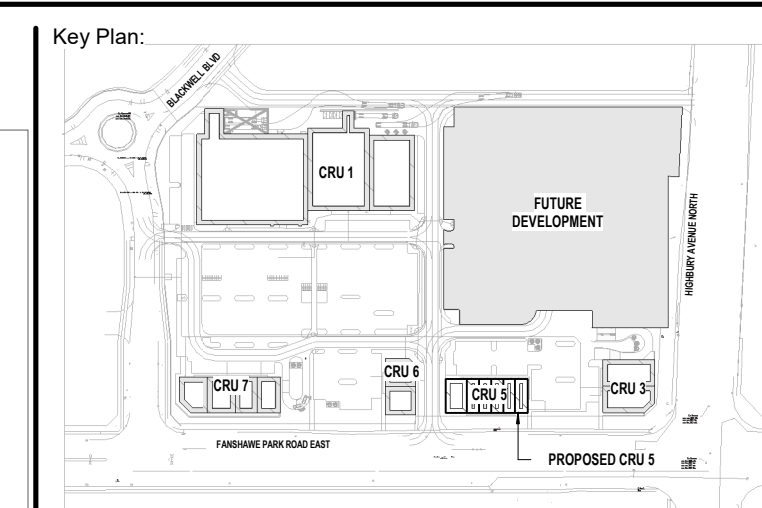 Key Plan:
BLACKWELL BLVD
CRU 1
FUTURE
DEVELOPMENT
HIGHBURY AVENUE NORTH
CRU 7
CRU 6
CRU 5
CRU 3
FANSHAWE PARK ROAD EAST
PROPOSED CRU 5